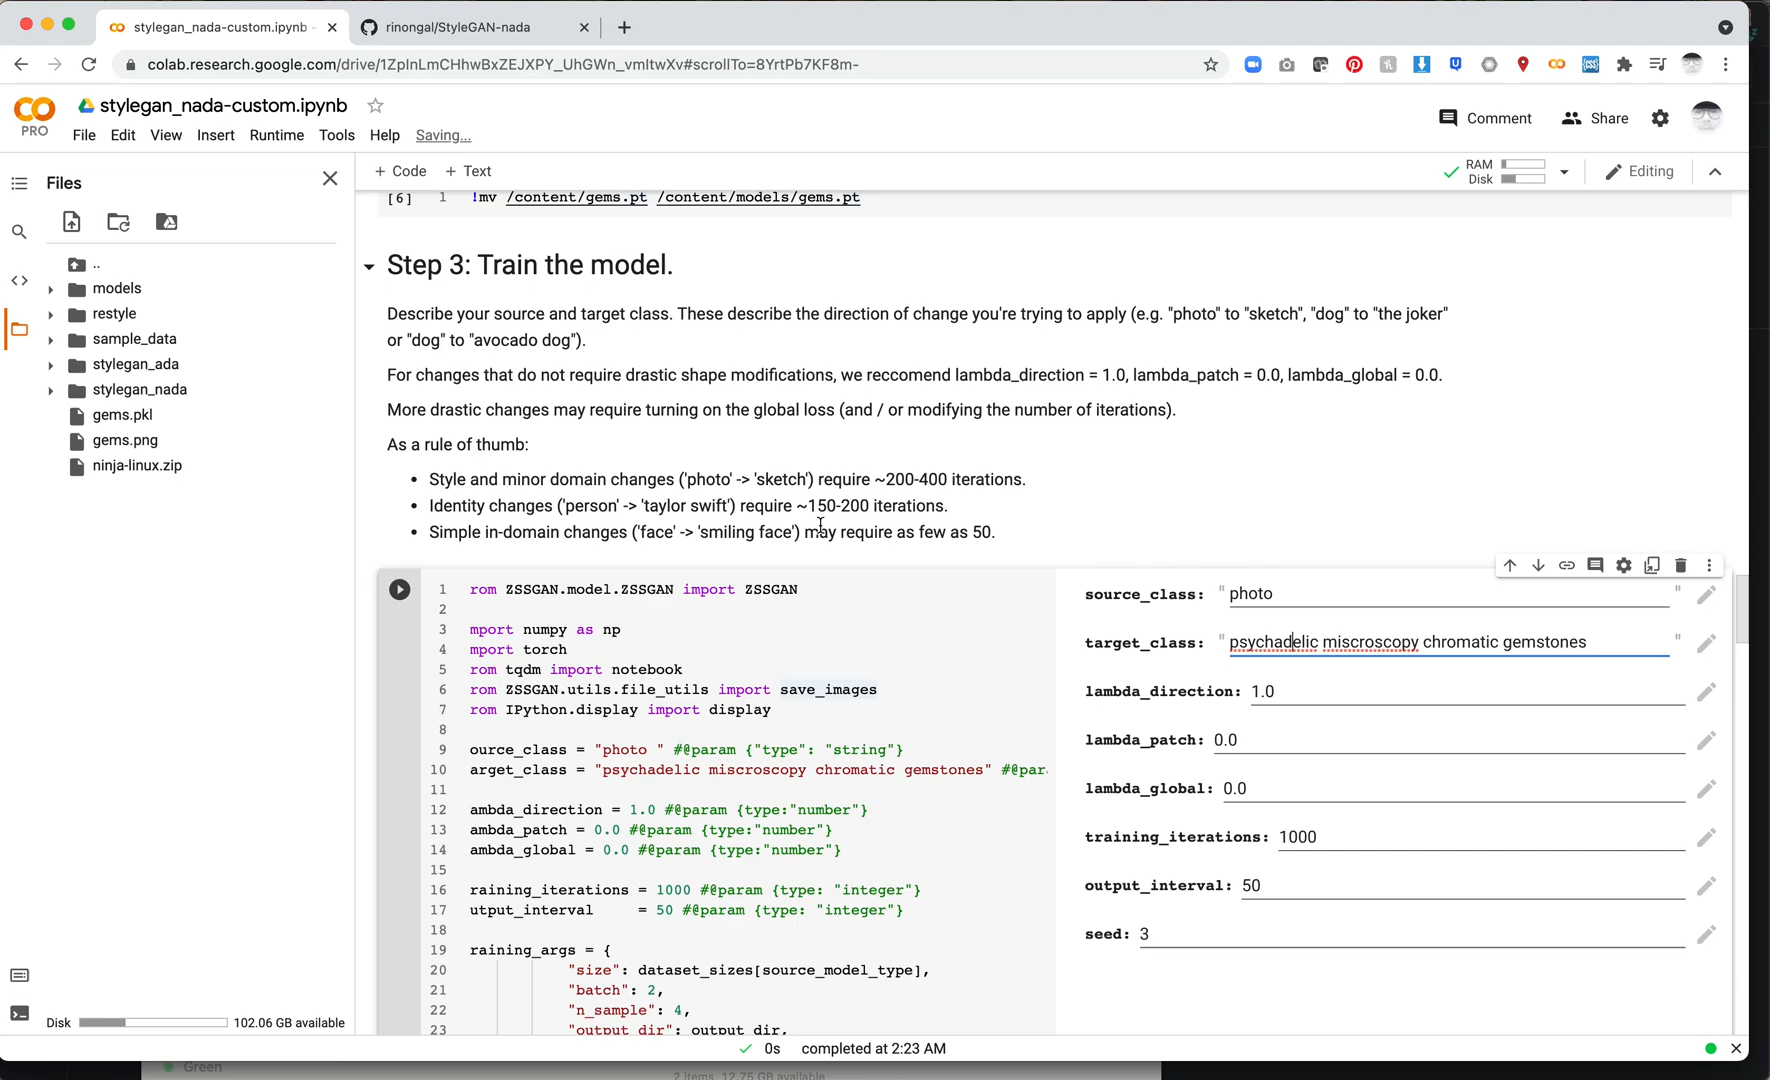 stylegan_nada-custom.ipynb -
rinongal/StyleGAN-nada
colab.research.google.com/drive/1ZpInLmCHhwBxZEJXPY_UhGWn_vmItwXv#scrollTo=8YrtPb7KF8m-
CO
PRO
stylegan_nada-custom.ipynb
File Edit View Insert Runtime Tools Help Saving...
Comment
Share
Files
+ Code + Text
RAM
Disk
Editing
..
models
restyle
sample_data
stylegan_ada
stylegan_nada
gems.pkl
gems.png
ninja-linux.zip
Disk 102.06 GB available
[6] 1 !mv /content/gems.pt /content/models/gems.pt
Step 3: Train the model.
Describe your source and target class. These describe the direction of change you're trying to apply (e.g. "photo" to "sketch", "dog" to "the joker"
or "dog" to "avocado dog").
For changes that do not require drastic shape modifications, we reccomend lambda_direction = 1.0, lambda_patch = 0.0, lambda_global = 0.0.
More drastic changes may require turning on the global loss (and / or modifying the number of iterations).
As a rule of thumb:
• Style and minor domain changes ('photo' -> 'sketch') require ~200-400 iterations.
• Identity changes ('person' -> 'taylor swift') require ~150-200 iterations.
• Simple in-domain changes ('face' -> 'smiling face') may require as few as 50.
1 rom ZSSGAN.model.ZSSGAN import ZSSGAN
2
3 mport numpy as np
4 mport torch
5 rom tqdm import notebook
6 rom ZSSGAN.utils.file_utils import save_images
7 rom IPython.display import display
8
9 ource_class = "photo " #@param {"type": "string"}
10 arget_class = "psychadelic miscroscopy chromatic gemstones" #@par
11
12 ambda_direction = 1.0 #@param {type:"number"}
13 ambda_patch = 0.0 #@param {type:"number"}
14 ambda_global = 0.0 #@param {type:"number"}
15
16 raining_iterations = 1000 #@param {type: "integer"}
17 utput_interval = 50 #@param {type: "integer"}
18
19 raining_args = {
20 "size": dataset_sizes[source_model_type],
21 "batch": 2,
22 "n_sample": 4,
23 "output_dir": output_dir,
source_class: " photo "
target_class: " psychadelic miscroscopy chromatic gemstones "
lambda_direction: 1.0
lambda_patch: 0.0
lambda_global: 0.0
training_iterations: 1000
output_interval: 50
seed: 3
0s completed at 2:23 AM
Green
2 items, 12.75 GB available